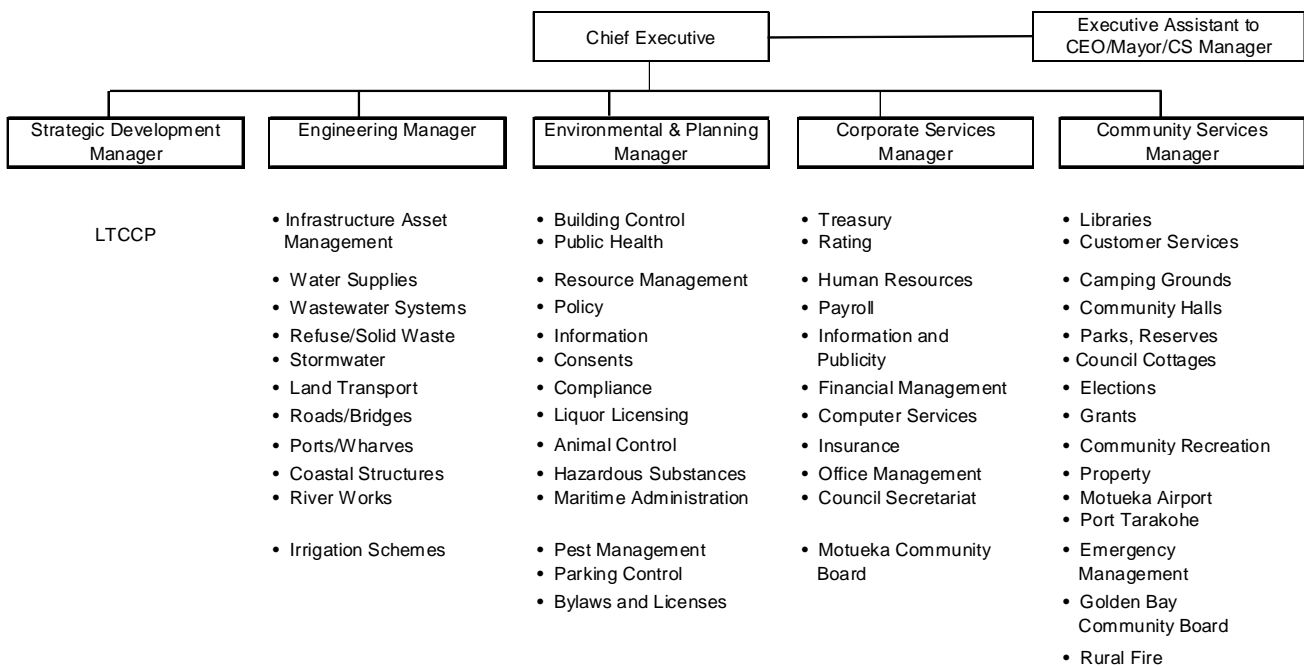 Chief Executive
Executive Assistant to
CEO/Mayor/CS Manager
Strategic Development
Manager
Engineering Manager
Environmental & Planning
Manager
Corporate Services
Manager
Community Services
Manager
LTCCP
• Infrastructure Asset
Management
• Water Supplies
• Wastewater Systems
• Refuse/Solid Waste
• Stormwater
• Land Transport
• Roads/Bridges
• Ports/Wharves
• Coastal Structures
• River Works
• Irrigation Schemes
• Building Control
• Public Health
• Resource Management
• Policy
• Information
• Consents
• Compliance
• Liquor Licensing
• Animal Control
• Hazardous Substances
• Maritime Administration
• Pest Management
• Parking Control
• Bylaws and Licenses
• Treasury
• Rating
• Human Resources
• Payroll
• Information and
Publicity
• Financial Management
• Computer Services
• Insurance
• Office Management
• Council Secretariat
• Motueka Community
Board
• Libraries
• Customer Services
• Camping Grounds
• Community Halls
• Parks, Reserves
• Council Cottages
• Elections
• Grants
• Community Recreation
• Property
• Motueka Airport
• Port Tarakohe
• Emergency
Management
• Golden Bay
Community Board
• Rural Fire